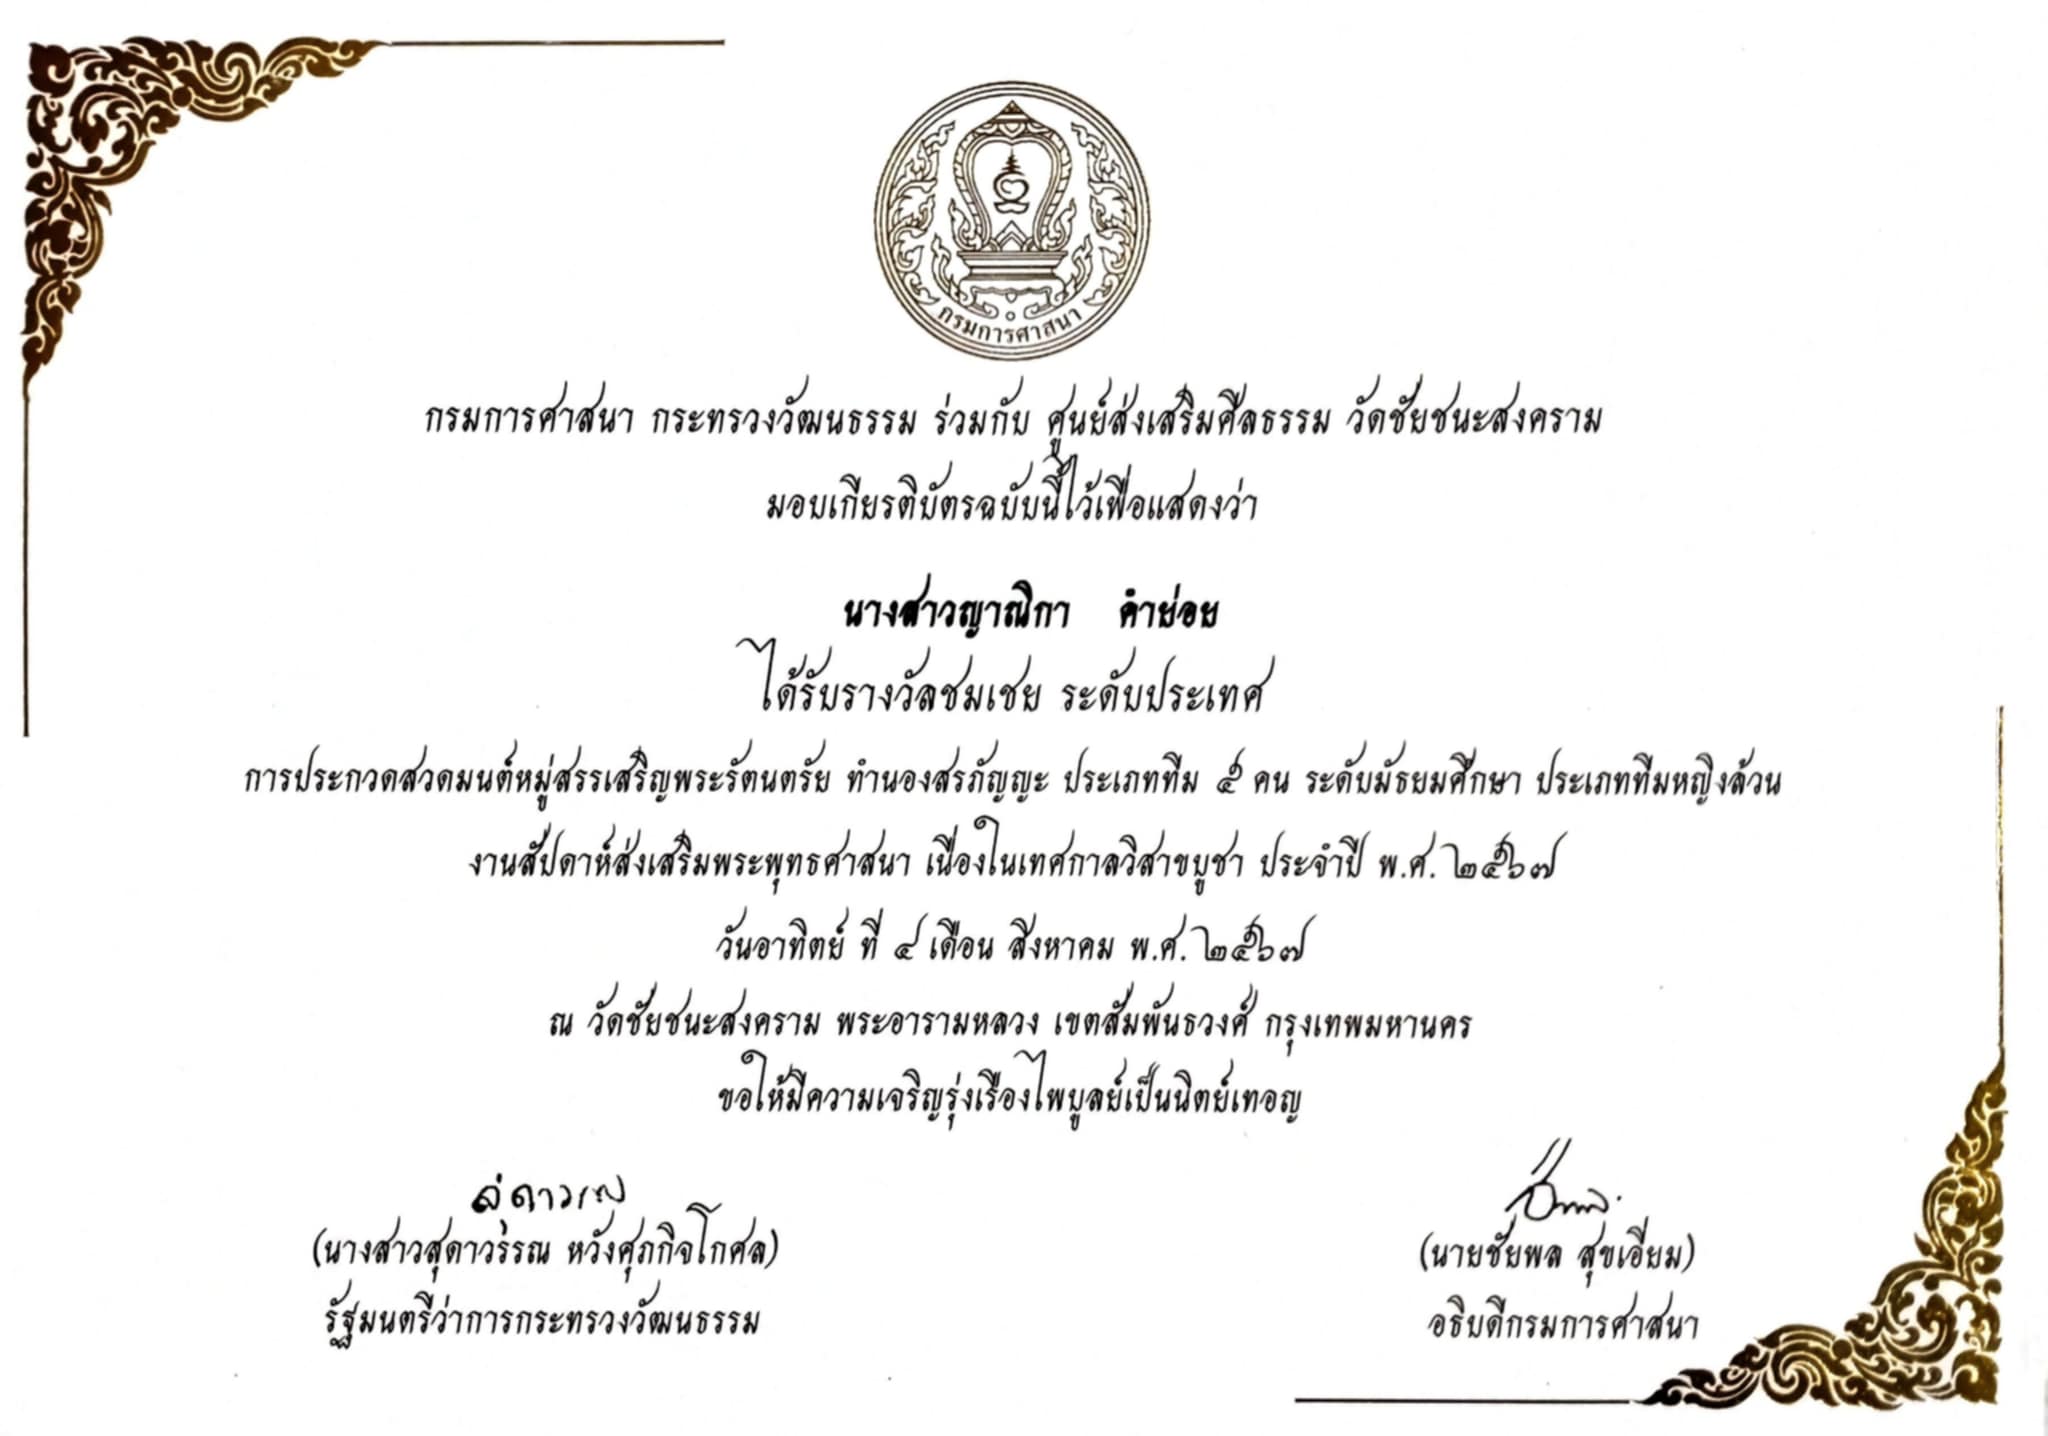 กรมการศาสนา
กรมการศาสนา กระทรวงวัฒนธรรม ร่วมกับ ศูนย์ส่งเสริมศีลธรรม วัดชัยชนะสงคราม
มอบเกียรติบัตรฉบับนี้ไว้เพื่อแสดงว่า
นางสาวญาณิกา คำย่อย
ได้รับรางวัลชมเชย ระดับประเทศ
การประกวดสวดมนต์หมู่สรรเสริญพระรัตนตรัย ทำนองสรภัญญะ ประเภททีม ๕ คน ระดับมัธยมศึกษา ประเภททีมหญิงล้วน
งานสัปดาห์ส่งเสริมพระพุทธศาสนา เนื่องในเทศกาลวิสาขบูชา ประจำปี พ.ศ. ๒๕๖๗
วันอาทิตย์ ที่ ๔ เดือน สิงหาคม พ.ศ. ๒๕๖๗
ณ วัดชัยชนะสงคราม พระอารามหลวง เขตสัมพันธวงศ์ กรุงเทพมหานคร
ขอให้มีความเจริญรุ่งเรืองไพบูลย์เป็นนิตย์เทอญ
(นางสาวสุดาวรรณ หวังศุภกิจโกศล)
รัฐมนตรีว่าการกระทรวงวัฒนธรรม
(นายชัยพล สุขเอี่ยม)
อธิบดีกรมการศาสนา